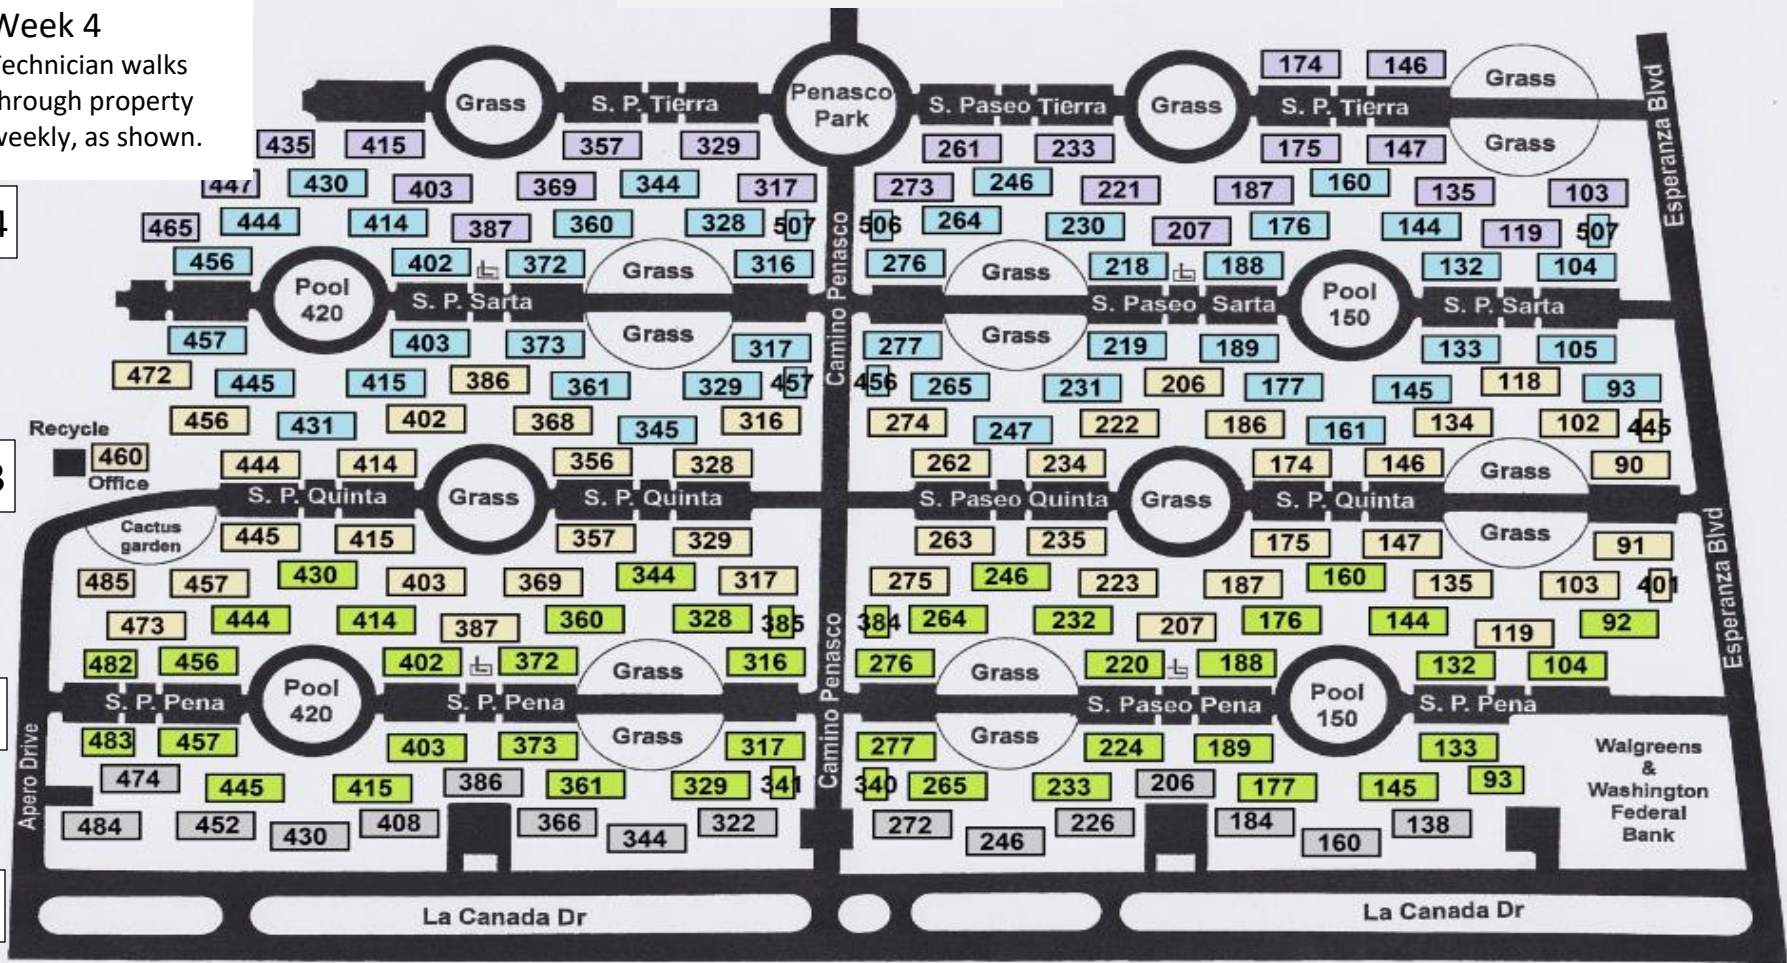 Week 4
Technician walks
through property
weekly, as shown.
4
3
174 146
Grass
Grass S. P. Tierra Penasco
Park S. Paseo Tierra Grass S. P. Tierra
Esperanza Blvd
435 415 357 329 261 233 175 147 Grass
447 430 403 369 344 317 273 246 221 187 160 135 103
465 444 414 387 360 328 507 506 264 230 207 176 144 119 507
456 402 372 Grass 316 276 Grass 218 188 132 104
Pool
420 S. P. Sarta Camino Penasco S. Paseo Sarta Pool
150 S. P. Sarta
457 403 373 Grass 317 277 Grass 219 189 133 105
472 445 415 386 361 329 457 456 265 231 206 177 145 118 93
456 431 402 368 345 316 274 247 222 186 161 134 102 445
Recycle
460
Office
444 414 356 328 262 234 174 146 Grass 90
S. P. Quinta Grass S. P. Quinta S. Paseo Quinta Grass S. P. Quinta
Cactus
garden
445 415 357 329 263 235 175 147 Grass 91
Esperanza Blvd
485 457 430 403 369 344 317 275 246 223 187 160 135 103 401
473 444 414 387 360 328 385 384 264 232 207 176 144 119 92
482 456 402 372 Grass 316 276 Grass 220 188 132 104
S. P. Pena Pool
420 S. P. Pena Camino Penasco S. Paseo Pena Pool
150 S. P. Pena
483 457 403 373 Grass 317 277 Grass 224 189 133
Apero Drive
474 445 415 386 361 329 341 340 265 233 206 177 145 93
Walgreens
&
Washington
Federal
Bank
484 452 430 408 366 344 322 272 246 226 184 160 138
La Canada Dr La Canada Dr